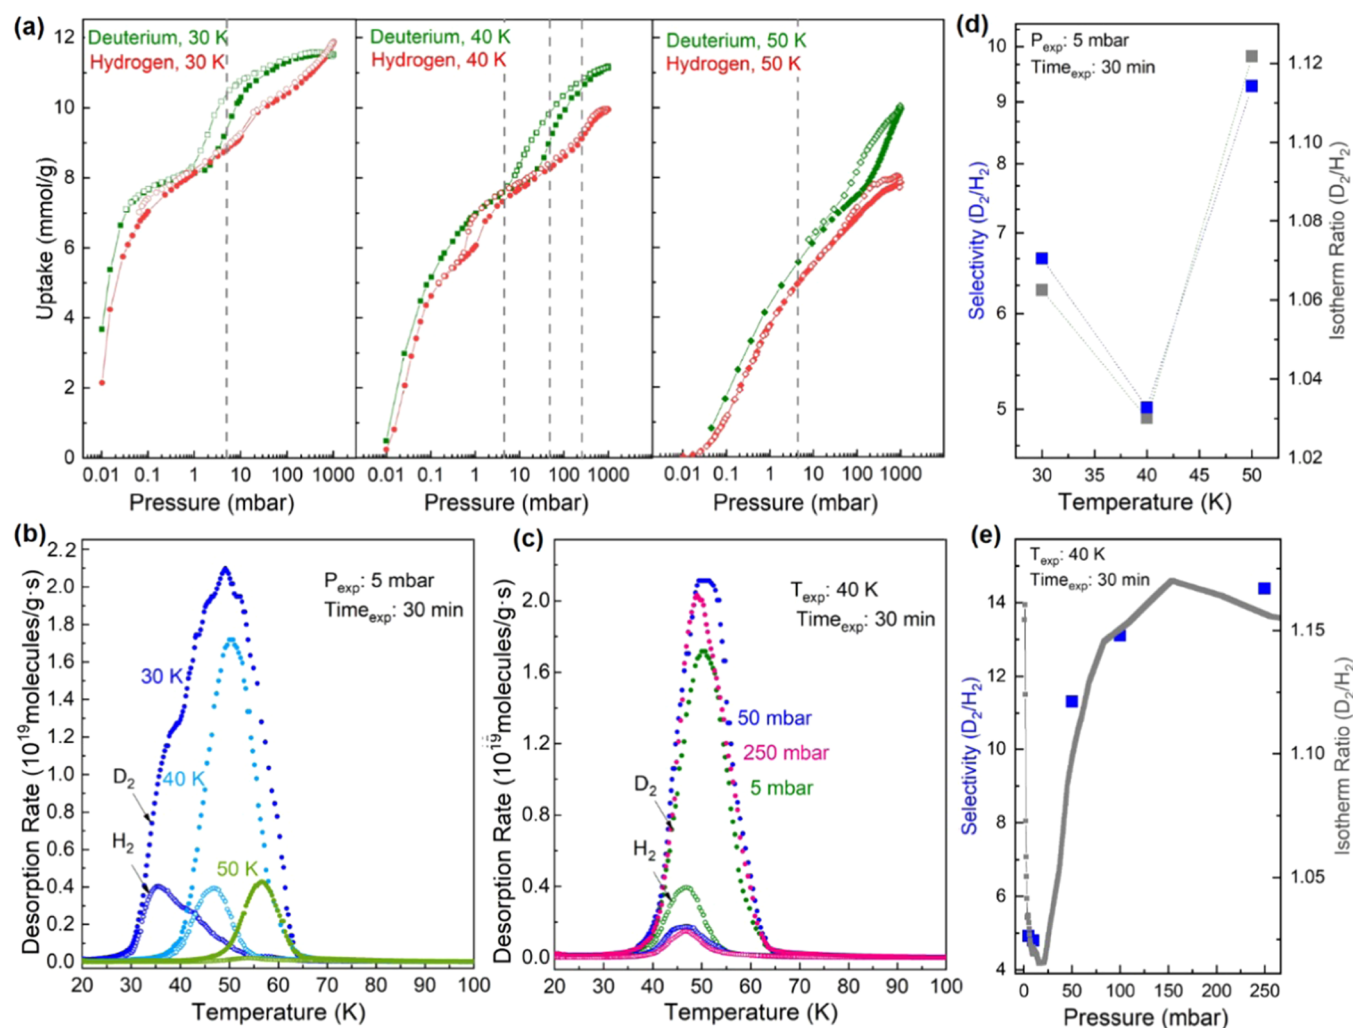 (a)
Deuterium, 30 K
Hydrogen, 30 K
Deuterium, 40 K
Hydrogen, 40 K
Deuterium, 50 K
Hydrogen, 50 K
Uptake (mmol/g)
12
10
8
6
4
2
0
0.01 0.1 1 10 100 1000
Pressure (mbar)
0.01 0.1 1 10 100 1000
Pressure (mbar)
0.01 0.1 1 10 100 1000
Pressure (mbar)
(d)
Pexp: 5 mbar
Timeexp: 30 min
Selectivity (D2/H2)
10
9
8
7
6
5
Isotherm Ratio (D2/H2)
1.12
1.10
1.08
1.06
1.04
1.02
30 35 40 45 50
Temperature (K)
(b)
Pexp: 5 mbar
Timeexp: 30 min
30 K
40 K
50 K
D2
H2
Desorption Rate (10^19 molecules/g·s)
2.2
2.0
1.8
1.6
1.4
1.2
1.0
0.8
0.6
0.4
0.2
0.0
20 30 40 50 60 70 80 90 100
Temperature (K)
(c)
Texp: 40 K
Timeexp: 30 min
50 mbar
250 mbar
5 mbar
D2
H2
Desorption Rate (10^19 molecules/g·s)
2.0
1.6
1.2
0.8
0.4
0.0
20 30 40 50 60 70 80 90 100
Temperature (K)
(e)
Texp: 40 K
Timeexp: 30 min
Selectivity (D2/H2)
14
12
10
8
6
4
Isotherm Ratio (D2/H2)
1.15
1.10
1.05
0 50 100 150 200 250
Pressure (mbar)